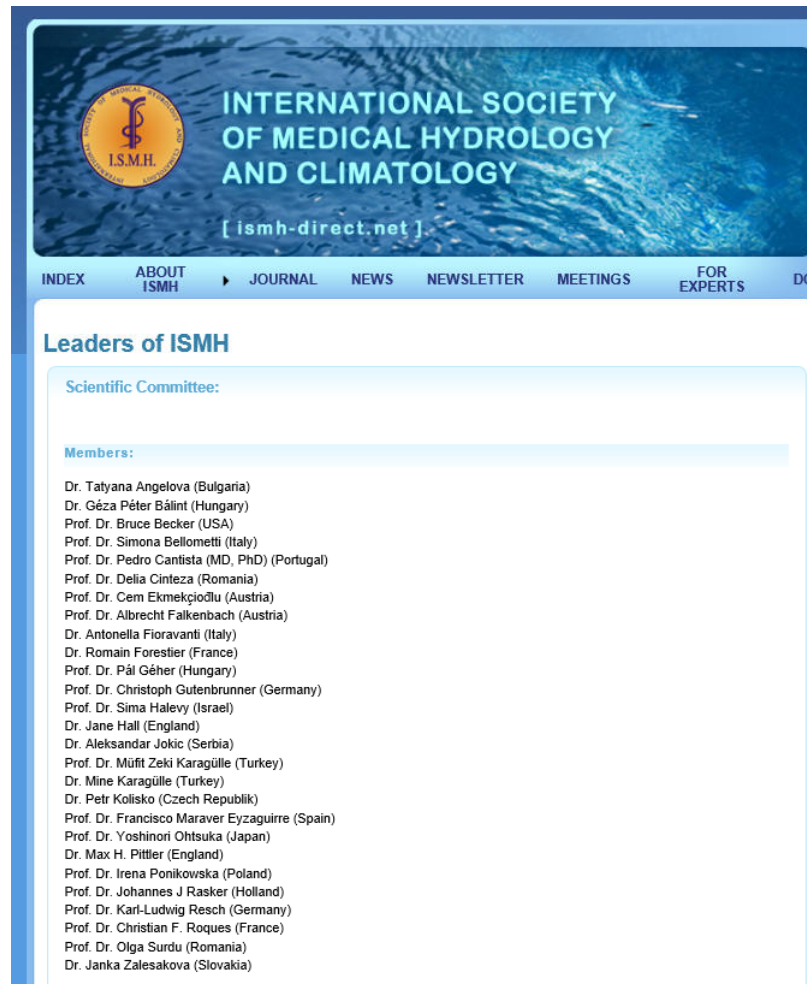 INTERNATIONAL SOCIETY OF MEDICAL HYDROLOGY AND CLIMATOLOGY
I.S.M.H.
INTERNATIONAL SOCIETY
OF MEDICAL HYDROLOGY
AND CLIMATOLOGY
[ ismh-direct.net ]
INDEX ABOUT ISMH JOURNAL NEWS NEWSLETTER MEETINGS FOR EXPERTS
Leaders of ISMH
Scientific Committee:
Members:
Dr. Tatyana Angelova (Bulgaria)
Dr. Géza Péter Bálint (Hungary)
Prof. Dr. Bruce Becker (USA)
Prof. Dr. Simona Bellometti (Italy)
Prof. Dr. Pedro Cantista (MD, PhD) (Portugal)
Prof. Dr. Delia Cinteza (Romania)
Prof. Dr. Cem Ekmekçiođlu (Austria)
Prof. Dr. Albrecht Falkenbach (Austria)
Dr. Antonella Fioravanti (Italy)
Dr. Romain Forestier (France)
Prof. Dr. Pál Géher (Hungary)
Prof. Dr. Christoph Gutenbrunner (Germany)
Prof. Dr. Sima Halevy (Israel)
Dr. Jane Hall (England)
Dr. Aleksandar Jokic (Serbia)
Prof. Dr. Müfit Zeki Karagülle (Turkey)
Dr. Mine Karagülle (Turkey)
Dr. Petr Kolisko (Czech Republik)
Prof. Dr. Francisco Maraver Eyzaguirre (Spain)
Prof. Dr. Yoshinori Ohtsuka (Japan)
Dr. Max H. Pittler (England)
Prof. Dr. Irena Ponikowska (Poland)
Prof. Dr. Johannes J Rasker (Holland)
Prof. Dr. Karl-Ludwig Resch (Germany)
Prof. Dr. Christian F. Roques (France)
Prof. Dr. Olga Surdu (Romania)
Dr. Janka Zalesakova (Slovakia)